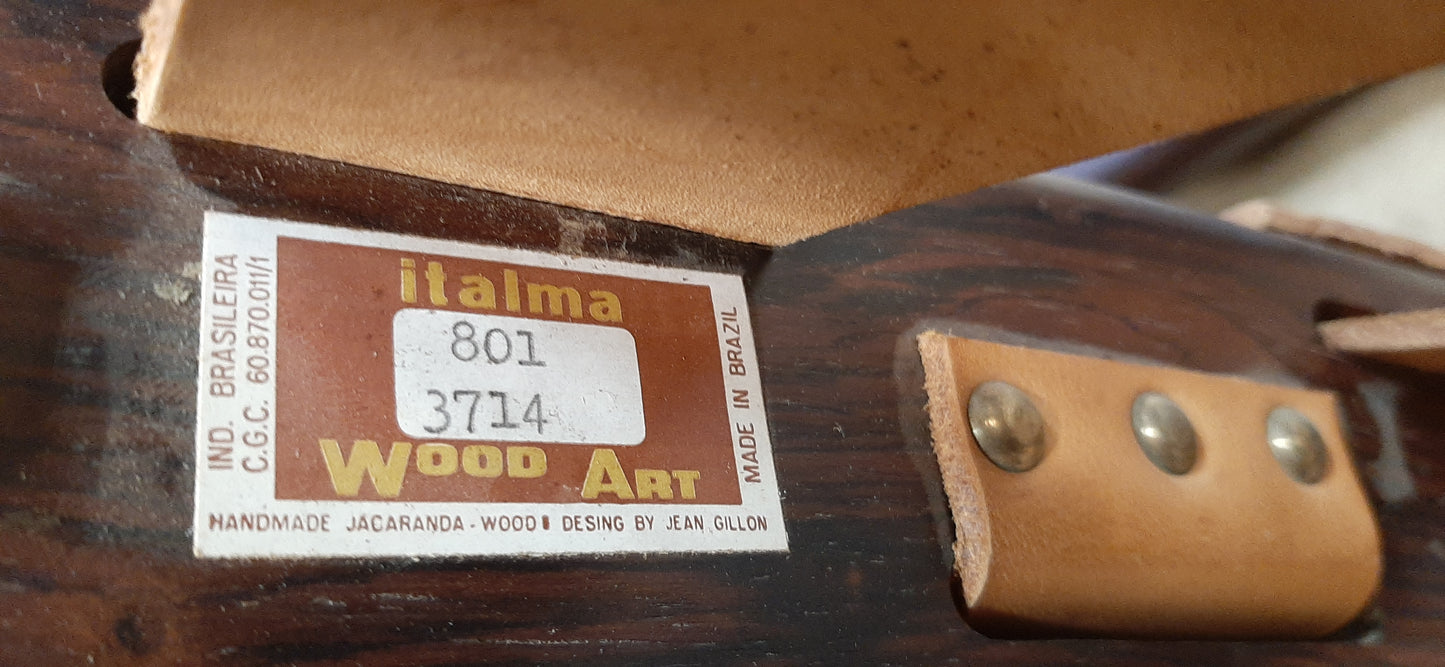 italma
801
3714
WOOD ART
IND. BRASILEIRA
C.G.C. 60.870.011/1
MADE IN BRAZIL
HANDMADE JACARANDA - WOOD DESING BY JEAN GILLON